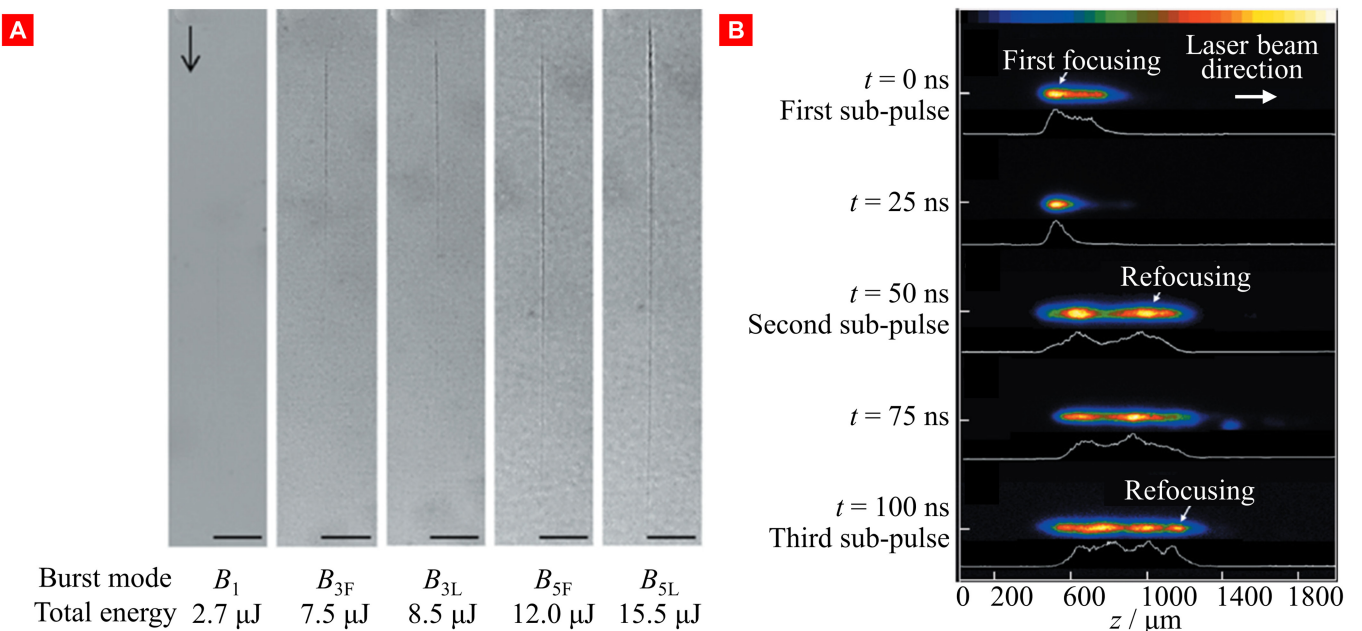 A
Burst mode B1 B3F B3L B5F B5L
Total energy 2.7 μJ 7.5 μJ 8.5 μJ 12.0 μJ 15.5 μJ
B
First focusing
Laser beam
direction
t = 0 ns
First sub-pulse
t = 25 ns
Refocusing
t = 50 ns
Second sub-pulse
t = 75 ns
Refocusing
t = 100 ns
Third sub-pulse
0 200 600 1000 1400 1800
z / μm